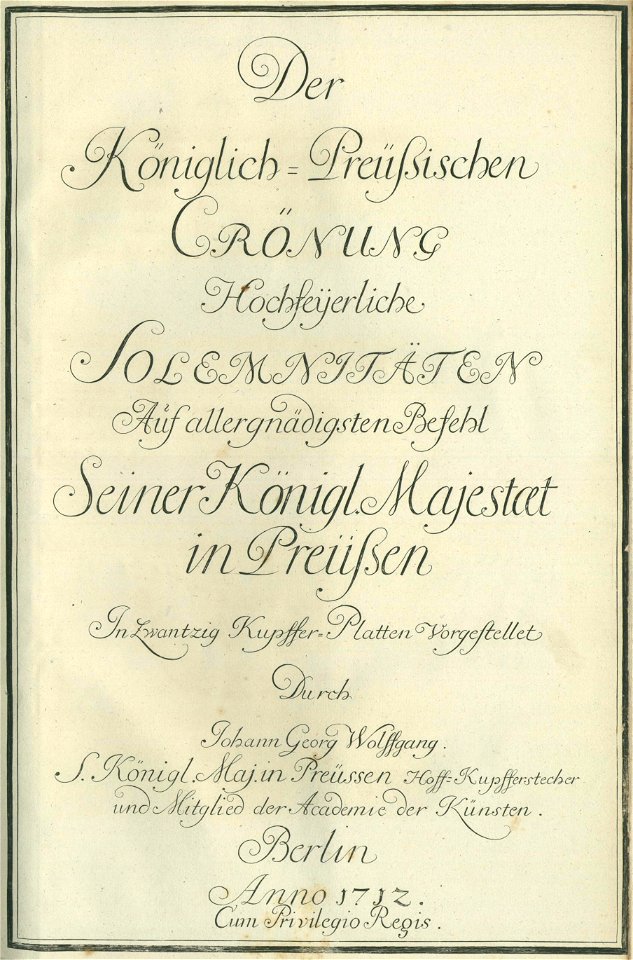 Der
Königlich = Preüßischen
CRÖNUNG
Hochfeÿerliche
SOLEMNITÄTEN
Auf allergnädigsten Befehl
Seiner Königl. Majestæt
in Preüßen
In Zwantzig Kupffer = Platten Vorgestellet
Durch
Johann Georg Wolffgang.
S. Königl. Maj. in Preüssen Hoff = Kupfferstecher
und Mitglied der Academie der Künsten.
Berlin
Anno 1712.
Cum Privilegio Regis.